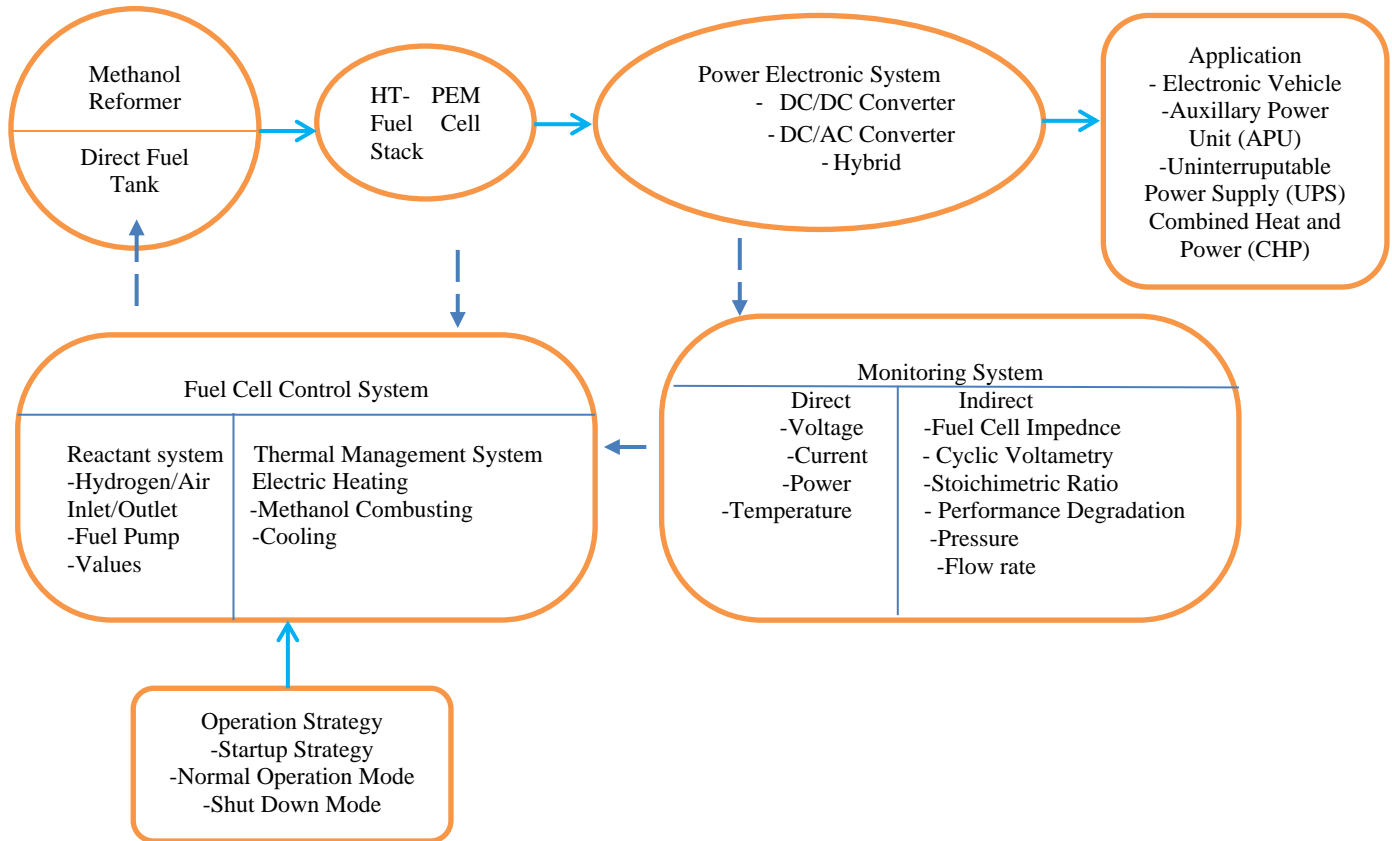 Methanol
Reformer
Direct Fuel
Tank
HT- PEM
Fuel Cell
Stack
Power Electronic System
- DC/DC Converter
- DC/AC Converter
- Hybrid
Application
- Electronic Vehicle
-Auxillary Power
Unit (APU)
-Uninterruputable
Power Supply (UPS)
Combined Heat and
Power (CHP)
Fuel Cell Control System
Reactant system
-Hydrogen/Air
Inlet/Outlet
-Fuel Pump
-Values
Thermal Management System
Electric Heating
-Methanol Combusting
-Cooling
Monitoring System
Direct
-Voltage
-Current
-Power
-Temperature
Indirect
-Fuel Cell Impednce
- Cyclic Voltametry
-Stoichimetric Ratio
- Performance Degradation
-Pressure
-Flow rate
Operation Strategy
-Startup Strategy
-Normal Operation Mode
-Shut Down Mode